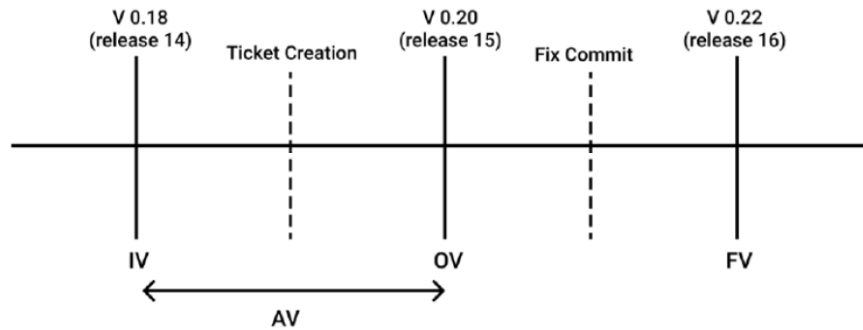 V 0.18
(release 14)
Ticket Creation
V 0.20
(release 15)
Fix Commit
V 0.22
(release 16)
IV
OV
FV
AV